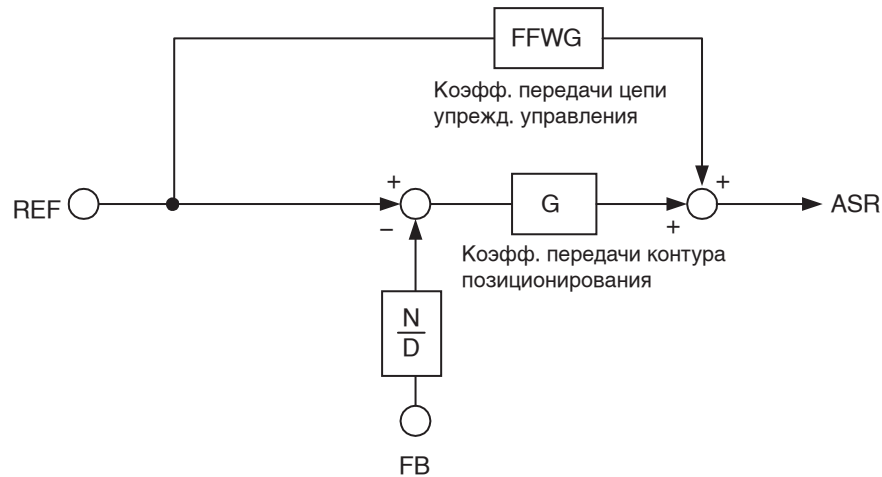 FFWG
Коэфф. передачи цепи
упрежд. управления
REF
+
−
G
+
+
ASR
Коэфф. передачи контура
позиционирования
N
D
FB